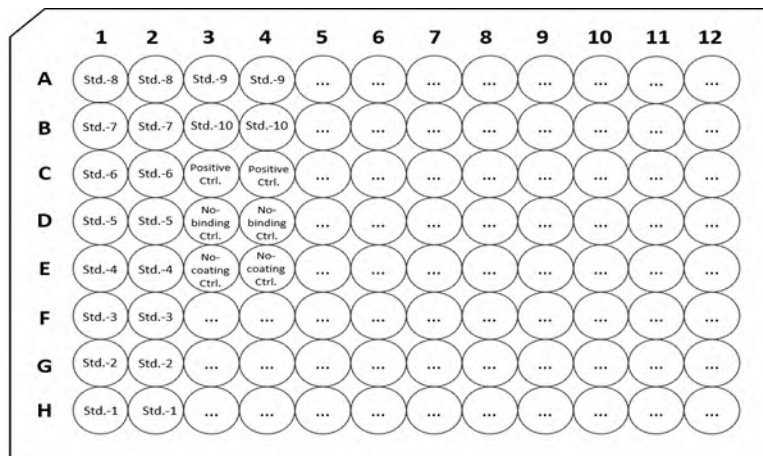 1 2 3 4 5 6 7 8 9 10 11 12
A Std.-8 Std.-8 Std.-9 Std.-9 ... ... ... ... ... ... ... ...
B Std.-7 Std.-7 Std.-10 Std.-10 ... ... ... ... ... ... ... ...
C Std.-6 Std.-6 Positive Ctrl. Positive Ctrl. ... ... ... ... ... ... ... ...
D Std.-5 Std.-5 No-binding Ctrl. No-binding Ctrl. ... ... ... ... ... ... ... ...
E Std.-4 Std.-4 No-coating Ctrl. No-coating Ctrl. ... ... ... ... ... ... ... ...
F Std.-3 Std.-3 ... ... ... ... ... ... ... ... ... ...
G Std.-2 Std.-2 ... ... ... ... ... ... ... ... ... ...
H Std.-1 Std.-1 ... ... ... ... ... ... ... ... ... ...